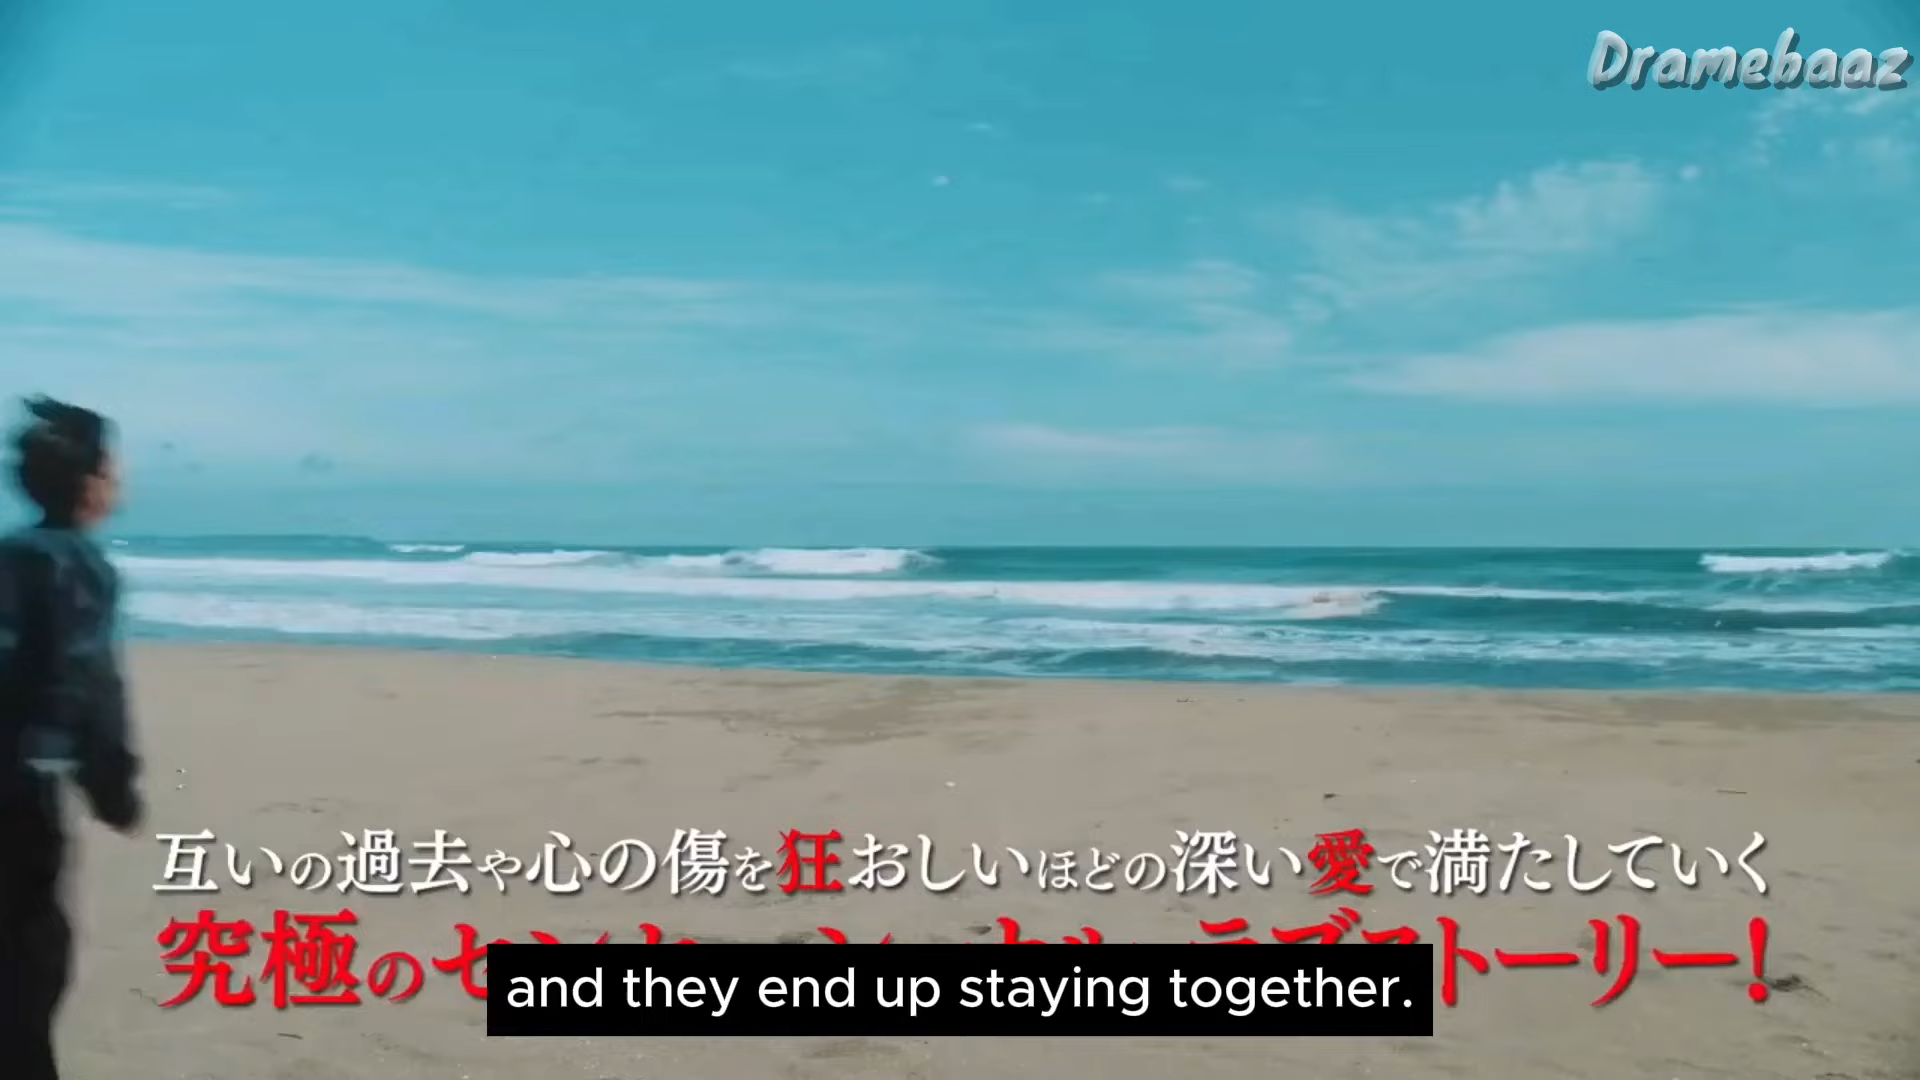 Dramebaaz
互いの過去や心の傷を狂おしいほどの深い愛で満たしていく
究極のセ ストーリー!
and they end up staying together.